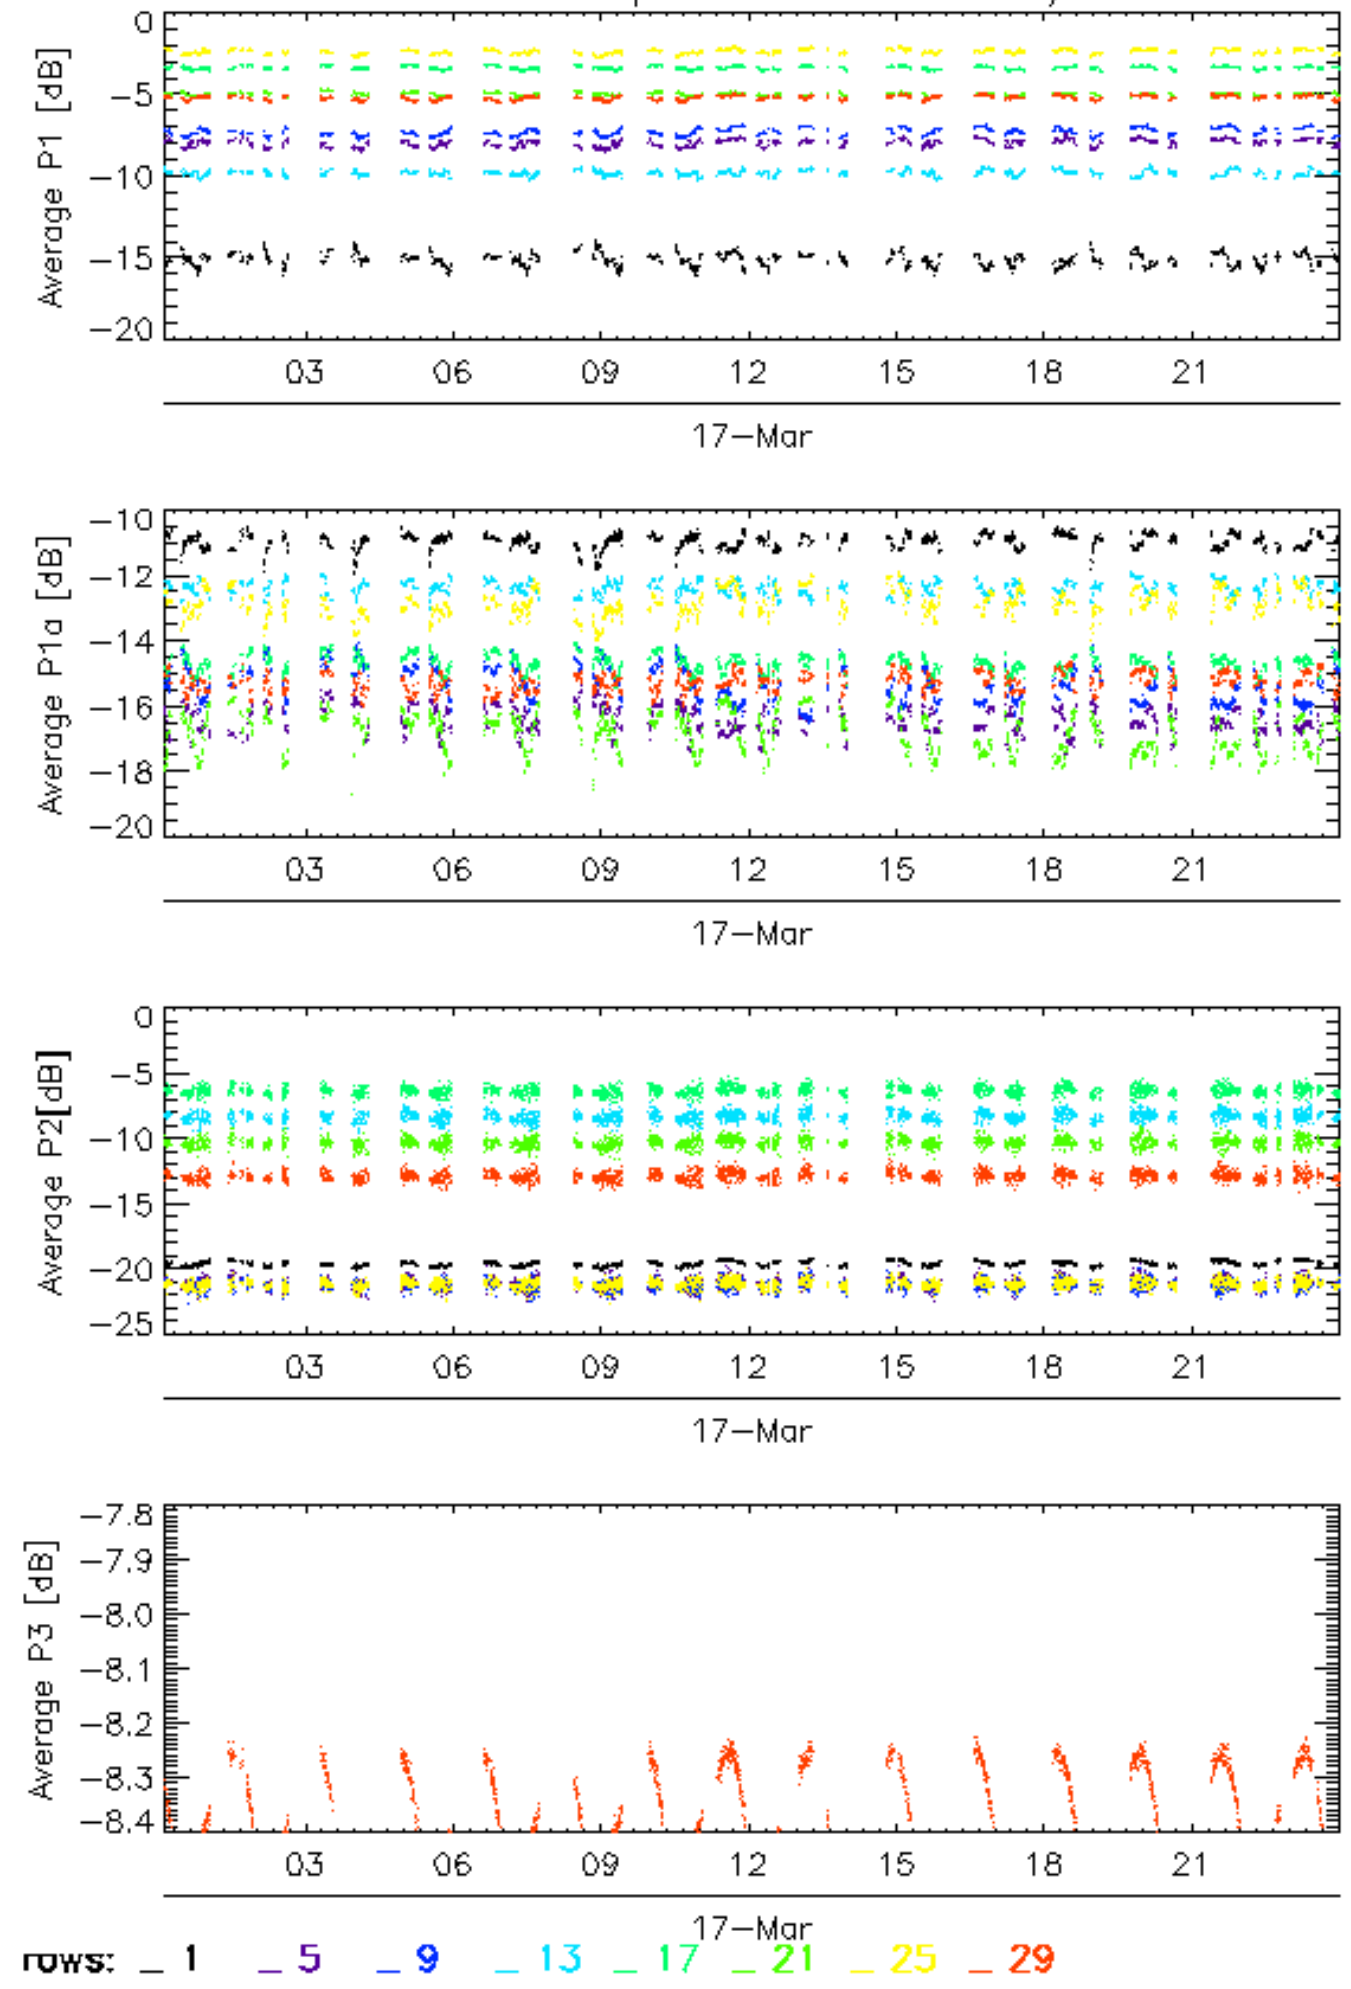 Average P1 [dB]
0
−5
−10
−15
−20
03 06 09 12 15 18 21
17−Mar
Average P1a [dB]
−10
−12
−14
−16
−18
−20
03 06 09 12 15 18 21
17−Mar
Average P2[dB]
0
−5
−10
−15
−20
−25
03 06 09 12 15 18 21
17−Mar
Average P3 [dB]
−7.8
−7.9
−8.0
−8.1
−8.2
−8.3
−8.4
03 06 09 12 15 18 21
17−Mar
rows: _ 1 _ 5 _ 9 _ 13 _ 17 _ 21 _ 25 _ 29